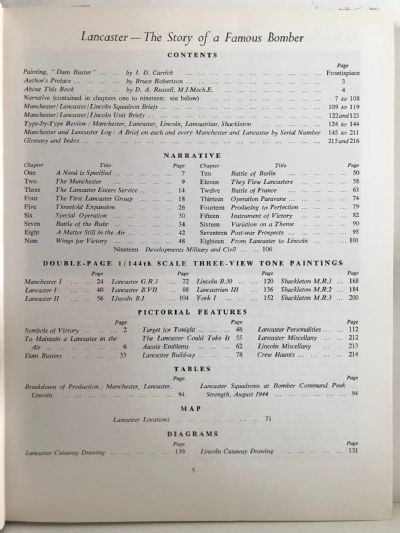 Lancaster — The Story of a Famous Bomber
CONTENTS
Page
Painting, "Dam Buster" ... ... by J. D. Carrick ... ... ... Frontispiece
Author's Preface ... ... ... by Bruce Robertson ... ... ... 3
About This Book ... ... ... by D. A. Russell, M.I.Mech.E. ... ... 4
Narrative (contained in chapters one to nineteen: see below) ... ... 7 to 108
Manchester/Lancaster/Lincoln Squadron Briefs ... ... ... 109 to 119
Manchester/Lancaster/Lincoln Unit Briefs ... ... ... 122 and 123
Type-by-Type Review: Manchester, Lancaster, Lincoln, Lancastrian, Shackleton ... 124 to 144
Manchester and Lancaster Log: A Brief on each and every Manchester and Lancaster by Serial Number 145 to 211
Glossary and Index ... ... ... 215 and 216
NARRATIVE
Chapter Title Page Chapter Title Page
One A Need is Specified ... ... 7 Ten Battle of Berlin ... ... 50
Two The Manchester ... ... 9 Eleven They Flew Lancasters ... ... 58
Three The Lancaster Enters Service ... 14 Twelve Battle of France ... ... 63
Four The First Lancaster Group ... 18 Thirteen Operation Paravane ... ... 74
Five Threefold Expansion ... ... 26 Fourteen Producing to Perfection ... 79
Six Special Operation ... ... 30 Fifteen Instrument of Victory ... ... 82
Seven Battle of the Ruhr ... ... 34 Sixteen Variation on a Theme ... ... 90
Eight A Matter Still in the Air ... 42 Seventeen Post-war Prospects ... ... 95
Nine Wings for Victory ... ... 48 Eighteen From Lancaster to Lincoln ... 101
Nineteen Developments Military and Civil ... ... 106
DOUBLE-PAGE 1/144th SCALE THREE-VIEW TONE PAINTINGS
Manchester I ... 24 Lancaster G.R.3 ... 72 Lincoln B.30 ... 120 Shackleton M.R.1 ... 168
Lancaster I ... 40 Lancaster B.VII ... 88 Lancastrian III ... 136 Shackleton M.R.2 ... 184
Lancaster II ... 56 Lincoln B.1 ... 104 York I ... 152 Shackleton M.R.3 ... 200
PICTORIAL FEATURES
Page Page Page
Symbols of Victory ... ... 2 Target for Tonight ... ... 48 Lancaster Personalities ... 112
To Maintain a Lancaster in the The Lancaster Could Take It 55 Lancaster Miscellany ... 212
Air ... ... ... 6 Aussie Emblems ... ... 62 Lincoln Miscellany ... 213
Dam Busters ... ... 33 Lancaster Build-up ... ... 78 Crew Haunts ... ... 214
TABLES
Page Page
Breakdown of Production: Manchester, Lancaster, Lancaster Squadrons at Bomber Command Peak
Lincoln ... ... ... 94 Strength, August 1944 ... ... 94
MAP
Lancaster Locations ... ... ... 71
DIAGRAMS
Page Page
Lancaster Cutaway Drawing ... ... 130 Lincoln Cutaway Drawing ... ... 131
5